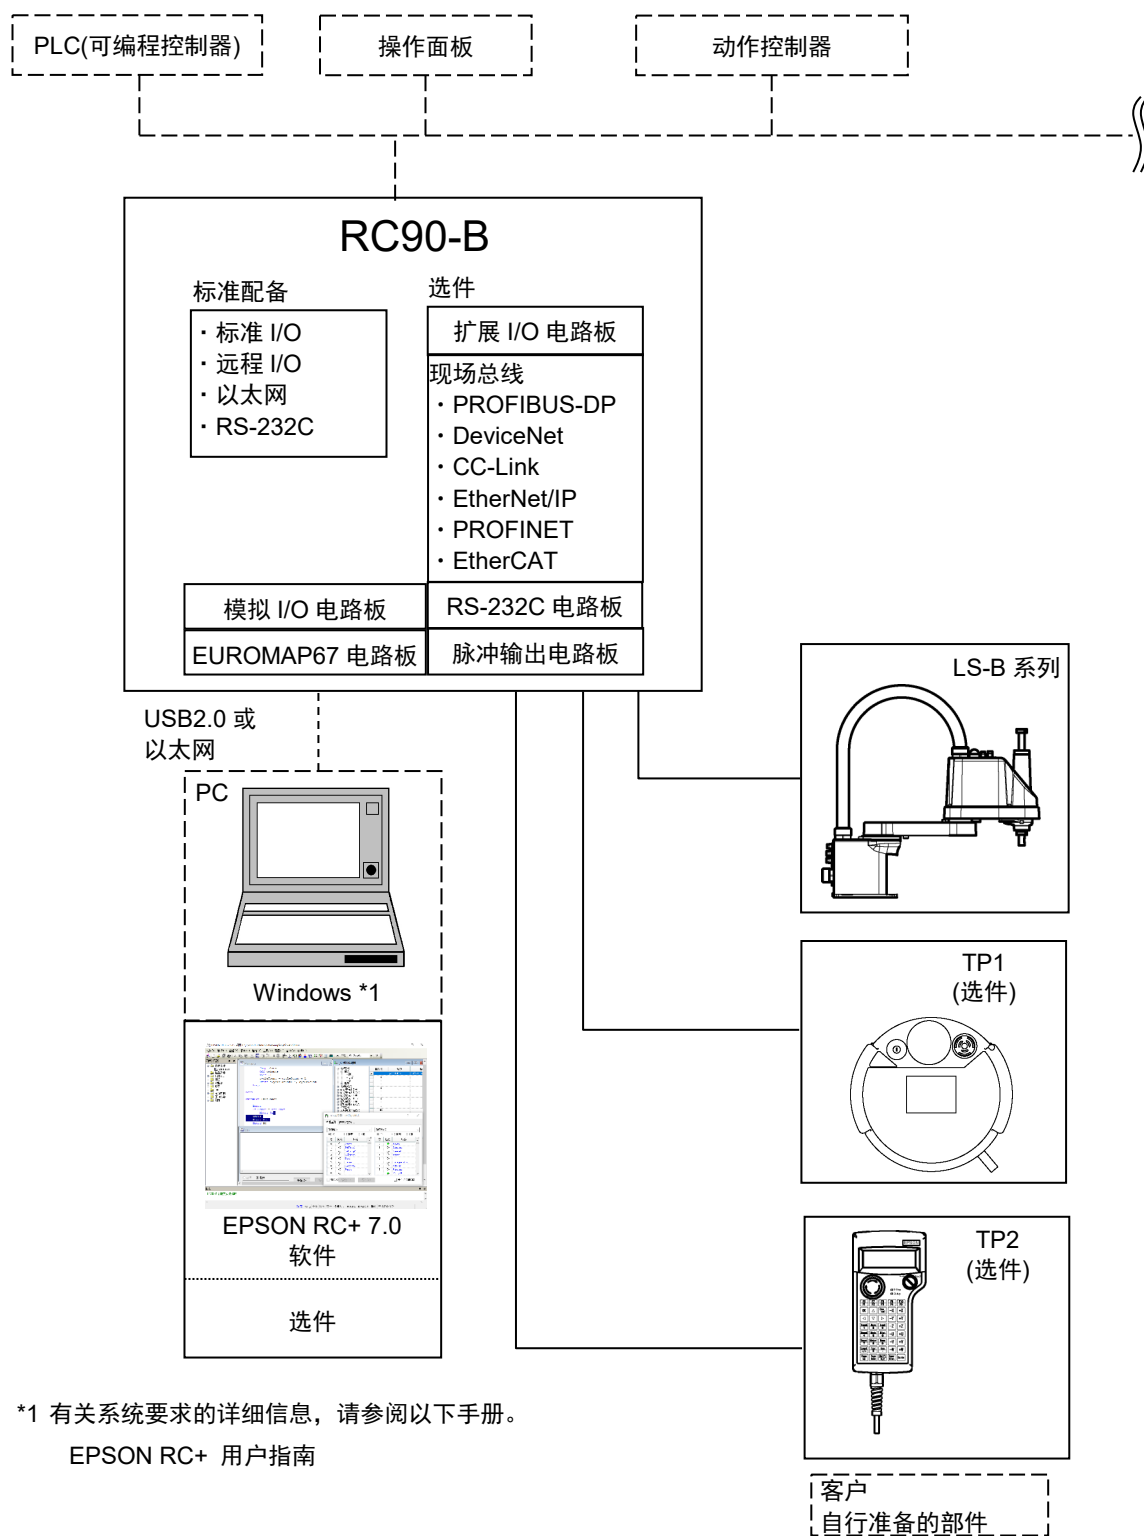 PLC(可编程控制器)
操作面板
动作控制器
RC90-B
标准配备
・标准 I/O
・远程 I/O
・以太网
・RS-232C
选件
扩展 I/O 电路板
现场总线
・PROFIBUS-DP
・DeviceNet
・CC-Link
・EtherNet/IP
・PROFINET
・EtherCAT
模拟 I/O 电路板
RS-232C 电路板
EUROMAP67 电路板
脉冲输出电路板
USB2.0 或
以太网
PC
Windows *1
EPSON RC+ 7.0
软件
选件
LS-B 系列
TP1
(选件)
TP2
(选件)
*1 有关系统要求的详细信息，请参阅以下手册。
EPSON RC+ 用户指南
客户
自行准备的部件